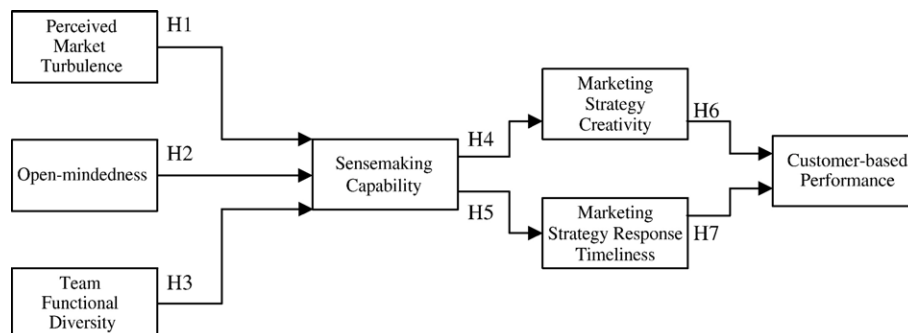 Perceived
Market
Turbulence
H1
Open-mindedness
H2
Team
Functional
Diversity
H3
Sensemaking
Capability
H4
H5
Marketing
Strategy
Creativity
H6
Marketing
Strategy Response
Timeliness
H7
Customer-based
Performance